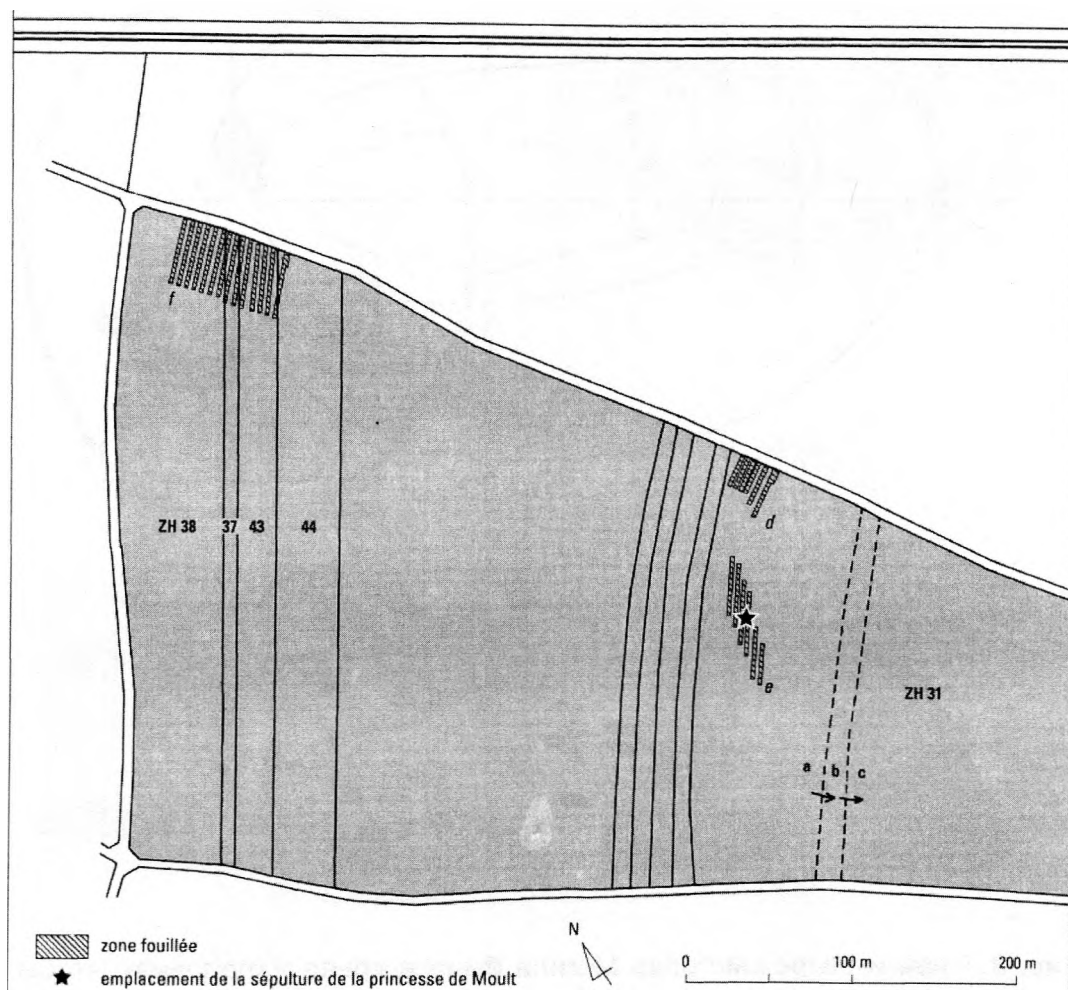 f
d
ZH 38 37 43 44
e
ZH 31
a b c
N
0 100 m 200 m
zone fouillée
emplacement de la sépulture de la princesse de Moult